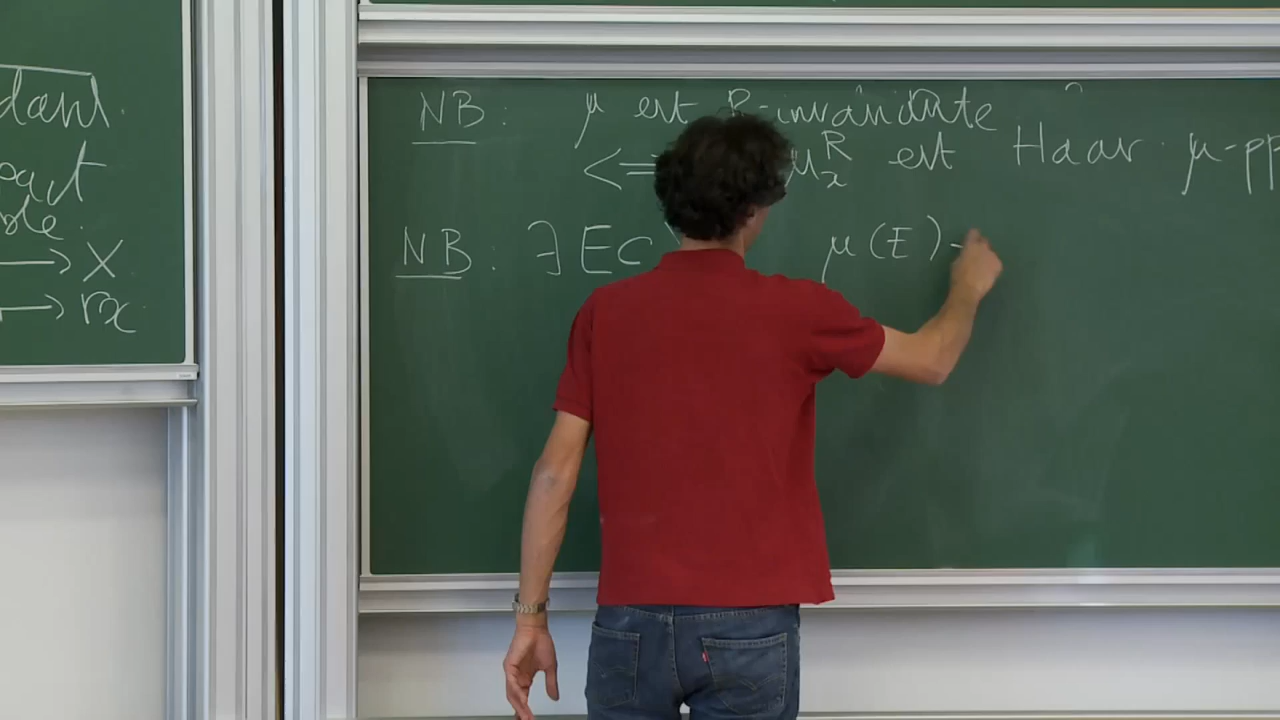 dant.
pact
ble.
→ X
↦ rx
NB: μ est R-invariante
<= μ_x^R est Haar μ-pp
NB: ∃ E ⊂ μ(E) =